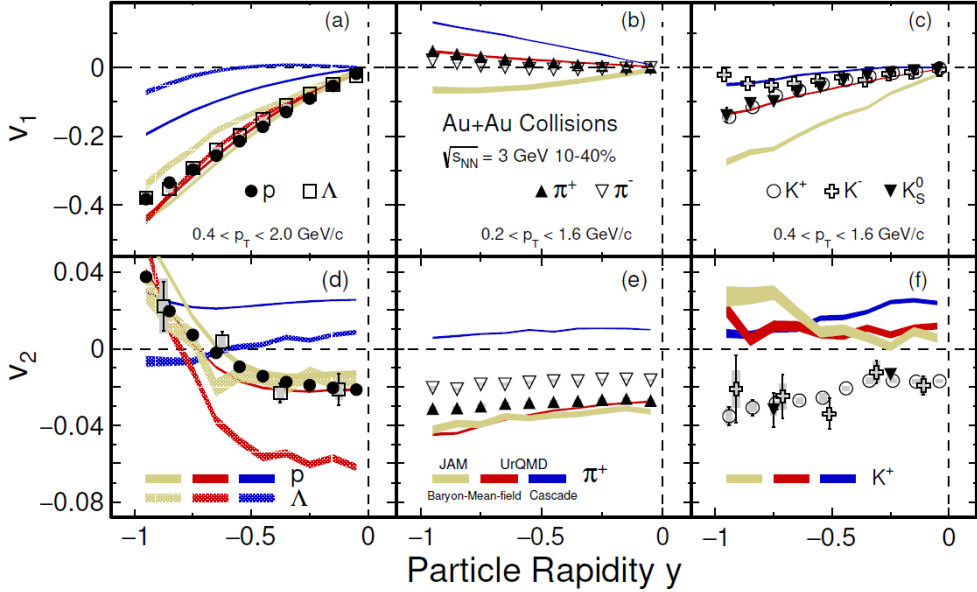 (a) (b) (c)
0
−0.2
−0.4
v₁
Au+Au Collisions
√sNN = 3 GeV 10-40%
p Λ
π⁺ π⁻
K⁺ K⁻ K⁰S
0.4 < pT < 2.0 GeV/c
0.2 < pT < 1.6 GeV/c
0.4 < pT < 1.6 GeV/c
(d) (e) (f)
0.04
0
−0.04
−0.08
v₂
p
Λ
JAM UrQMD
Baryon-Mean-field Cascade
π⁺
K⁺
−1 −0.5 0 −1 −0.5 0 −1 −0.5 0
Particle Rapidity y